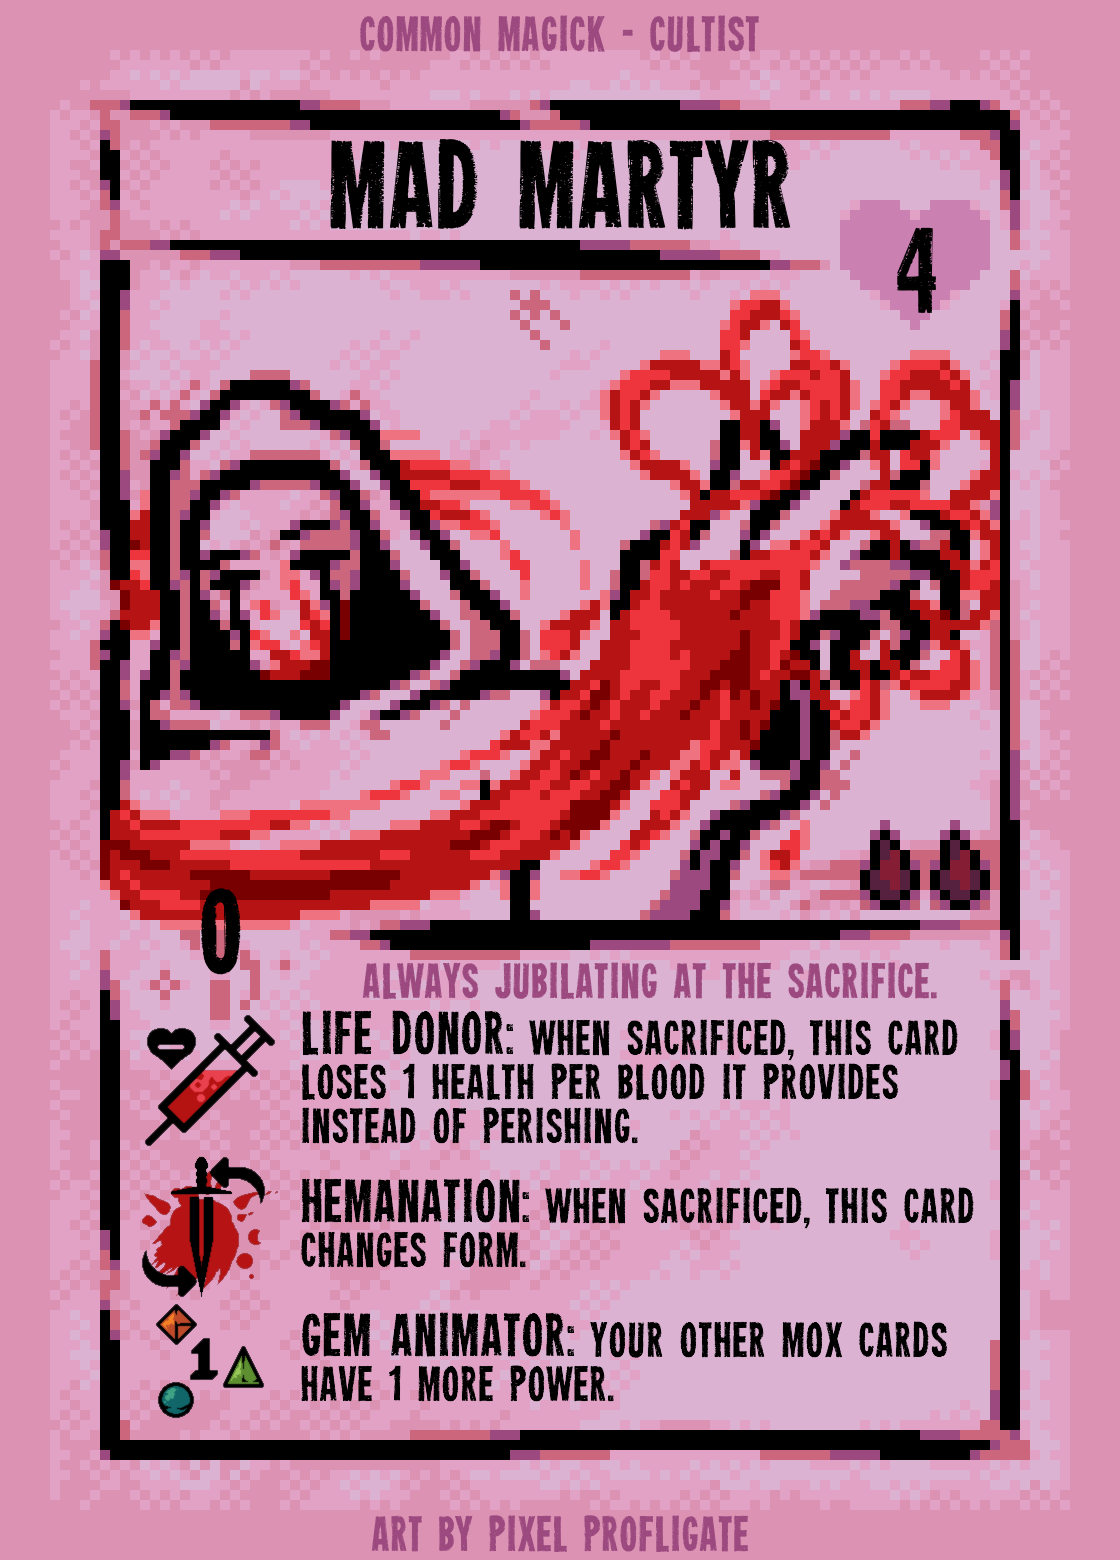 COMMON MAGICK - CULTIST
MAD MARTYR
4
0
ALWAYS JUBILATING AT THE SACRIFICE.
LIFE DONOR: WHEN SACRIFICED, THIS CARD
LOSES 1 HEALTH PER BLOOD IT PROVIDES
INSTEAD OF PERISHING.
HEMANATION: WHEN SACRIFICED, THIS CARD
CHANGES FORM.
1
GEM ANIMATOR: YOUR OTHER MOX CARDS
HAVE 1 MORE POWER.
ART BY PIXEL PROFLIGATE